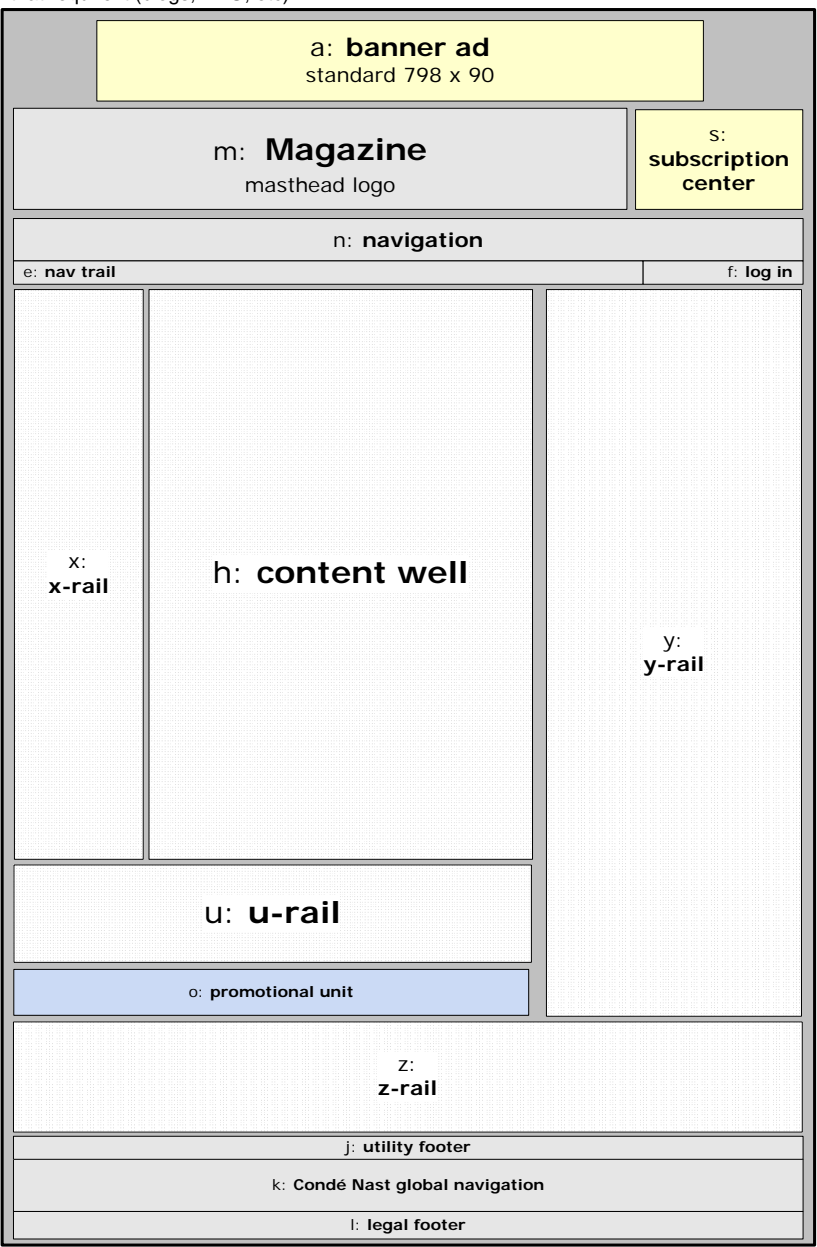 a: banner ad
standard 798 x 90
m: Magazine
masthead logo
s:
subscription
center
n: navigation
e: nav trail
f: log in
x:
x-rail
h: content well
y:
y-rail
u: u-rail
o: promotional unit
z:
z-rail
j: utility footer
k: Condé Nast global navigation
l: legal footer